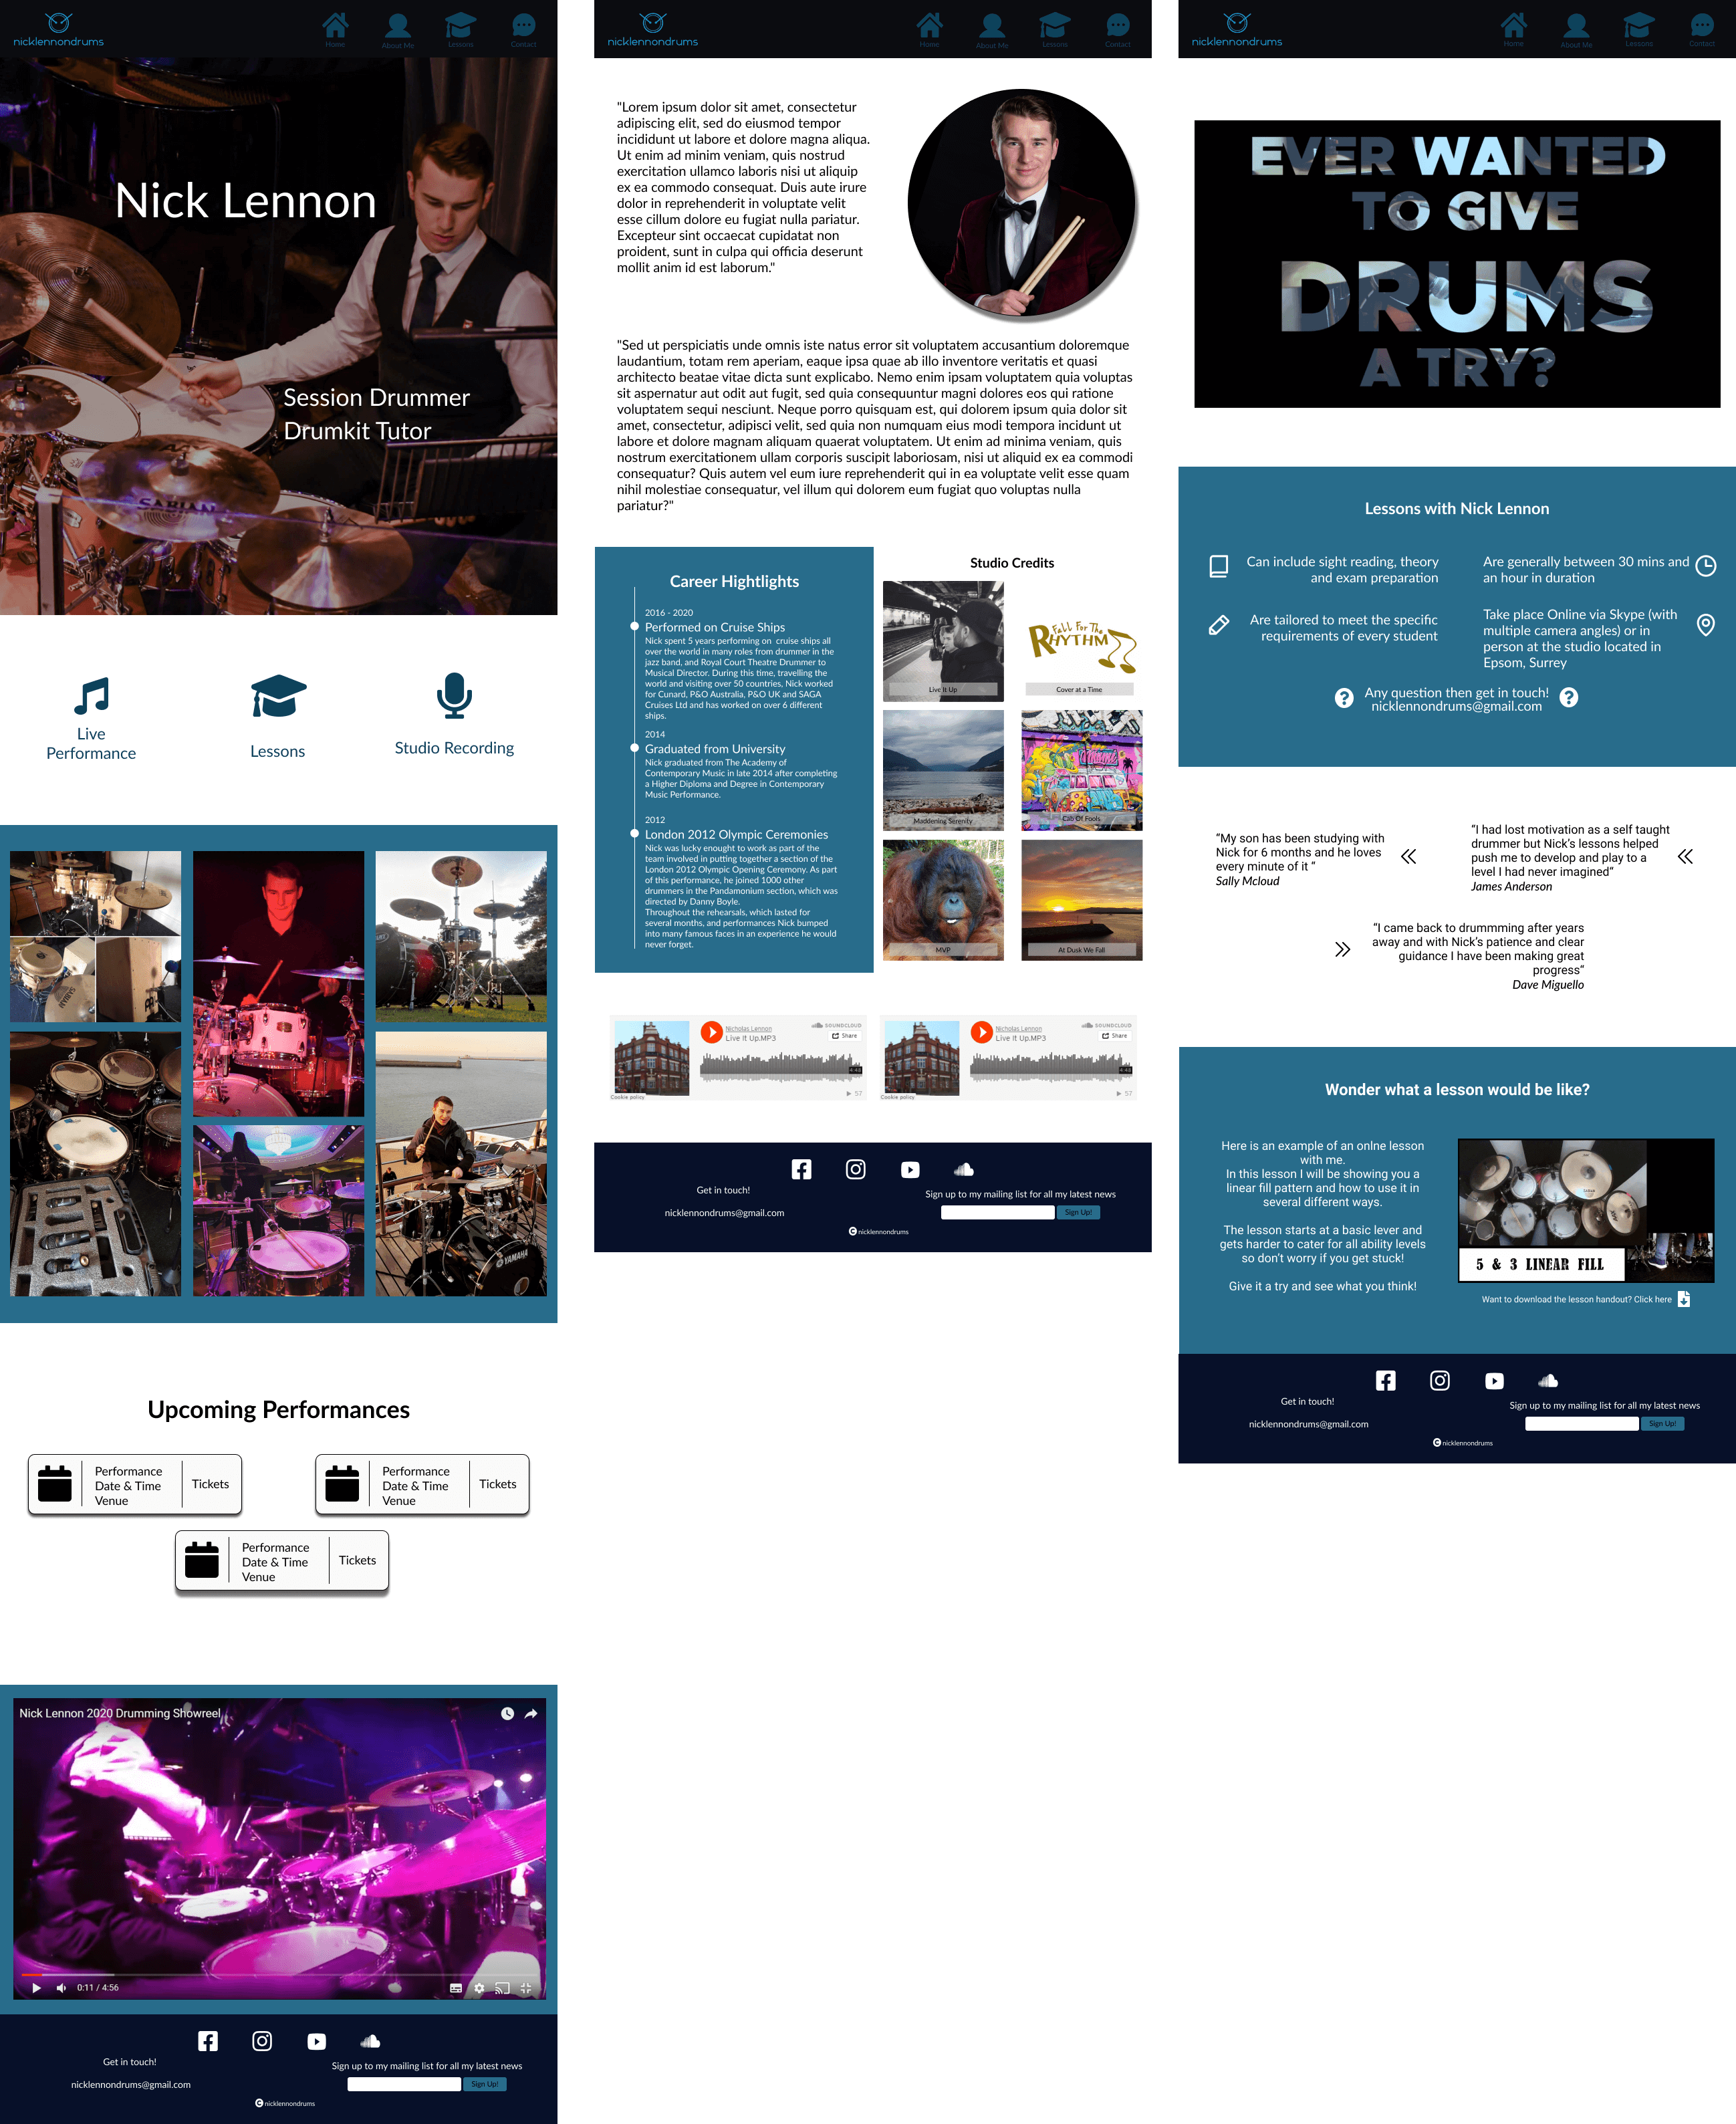 nicklennondrums
Home
About Me
Lessons
Contact
Nick Lennon
Session Drummer
Drumkit Tutor
SABIAN
Live
Performance
Lessons
Studio Recording
SABIAN
YAMAHA
Upcoming Performances
Performance
Date & Time
Venue
Tickets
Performance
Date & Time
Venue
Tickets
Performance
Date & Time
Venue
Tickets
Nick Lennon 2020 Drumming Showreel
0:11 / 4:56
Get in touch!
nicklennondrums@gmail.com
Sign up to my mailing list for all my latest news
Sign Up!
C nicklennondrums
nicklennondrums
Home
About Me
Lessons
Contact
"Lorem ipsum dolor sit amet, consectetur
adipiscing elit, sed do eiusmod tempor
incididunt ut labore et dolore magna aliqua.
Ut enim ad minim veniam, quis nostrud
exercitation ullamco laboris nisi ut aliquip
ex ea commodo consequat. Duis aute irure
dolor in reprehenderit in voluptate velit
esse cillum dolore eu fugiat nulla pariatur.
Excepteur sint occaecat cupidatat non
proident, sunt in culpa qui officia deserunt
mollit anim id est laborum."
"Sed ut perspiciatis unde omnis iste natus error sit voluptatem accusantium doloremque
laudantium, totam rem aperiam, eaque ipsa quae ab illo inventore veritatis et quasi
architecto beatae vitae dicta sunt explicabo. Nemo enim ipsam voluptatem quia voluptas
sit aspernatur aut odit aut fugit, sed quia consequuntur magni dolores eos qui ratione
voluptatem sequi nesciunt. Neque porro quisquam est, qui dolorem ipsum quia dolor sit
amet, consectetur, adipisci velit, sed quia non numquam eius modi tempora incidunt ut
labore et dolore magnam aliquam quaerat voluptatem. Ut enim ad minima veniam, quis
nostrum exercitationem ullam corporis suscipit laboriosam, nisi ut aliquid ex ea commodi
consequatur? Quis autem vel eum iure reprehenderit qui in ea voluptate velit esse quam
nihil molestiae consequatur, vel illum qui dolorem eum fugiat quo voluptas nulla
pariatur?"
Career Hightlights
2016 - 2020
Performed on Cruise Ships
Nick spent 5 years performing on cruise ships all
over the world in many roles from drummer in the
jazz band, and Royal Court Theatre Drummer to
Musical Director. During this time, travelling the
world and visiting over 50 countries, Nick worked
for Cunard, P&O Australia, P&O UK and SAGA
Cruises Ltd and has worked on over 6 different
ships.
2014
Graduated from University
Nick graduated from The Academy of
Contemporary Music in late 2014 after completing
a Higher Diploma and Degree in Contemporary
Music Performance.
2012
London 2012 Olympic Ceremonies
Nick was lucky enought to work as part of the
team involved in putting together a section of the
London 2012 Olympic Opening Ceremony. As part
of this performance, he joined 1000 other
drummers in the Pandamonium section, which was
directed by Danny Boyle.
Throughout the rehearsals, which lasted for
several months, and performances Nick bumped
into many famous faces in an experience he would
never forget.
Studio Credits
Live It Up
Fall For The
Rhythm
Cover at a Time
Maddening Serenity
Cab Of Fools
MVP
At Dusk We Fall
Nicholas Lennon
Live It Up.MP3
SOUNDCLOUD
Share
4:48
Cookie policy
57
Nicholas Lennon
Live It Up.MP3
SOUNDCLOUD
Share
4:48
Cookie policy
57
Get in touch!
nicklennondrums@gmail.com
Sign up to my mailing list for all my latest news
Sign Up!
C nicklennondrums
nicklennondrums
Home
About Me
Lessons
Contact
EVER WANTED
TO GIVE
DRUMS
A TRY?
Lessons with Nick Lennon
Can include sight reading, theory
and exam preparation
Are generally between 30 mins and
an hour in duration
Are tailored to meet the specific
requirements of every student
Take place Online via Skype (with
multiple camera angles) or in
person at the studio located in
Epsom, Surrey
Any question then get in touch!
nicklennondrums@gmail.com
“My son has been studying with
Nick for 6 months and he loves
every minute of it “
Sally Mcloud
“I had lost motivation as a self taught
drummer but Nick’s lessons helped
push me to develop and play to a
level I had never imagined“
James Anderson
“I came back to drummming after years
away and with Nick’s patience and clear
guidance I have been making great
progress“
Dave Miguello
Wonder what a lesson would be like?
Here is an example of an onlne lesson
with me.
In this lesson I will be showing you a
linear fill pattern and how to use it in
several different ways.
The lesson starts at a basic lever and
gets harder to cater for all ability levels
so don’t worry if you get stuck!
Give it a try and see what you think!
5 & 3 LINEAR FILL
Want to download the lesson handout? Click here
Get in touch!
nicklennondrums@gmail.com
Sign up to my mailing list for all my latest news
Sign Up!
C nicklennondrums